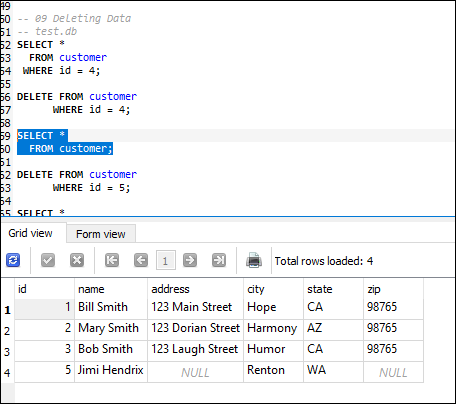 49
50 -- 09 Deleting Data
51 -- test.db
52 SELECT *
53 FROM customer
54 WHERE id = 4;
55
56 DELETE FROM customer
57 WHERE id = 4;
58
59 SELECT *
60 FROM customer;
61
62 DELETE FROM customer
63 WHERE id = 5;
64
65 SELECT *
Grid view Form view
1 Total rows loaded: 4
id name address city state zip
1 1 Bill Smith 123 Main Street Hope CA 98765
2 2 Mary Smith 123 Dorian Street Harmony AZ 98765
3 3 Bob Smith 123 Laugh Street Humor CA 98765
4 5 Jimi Hendrix NULL Renton WA NULL